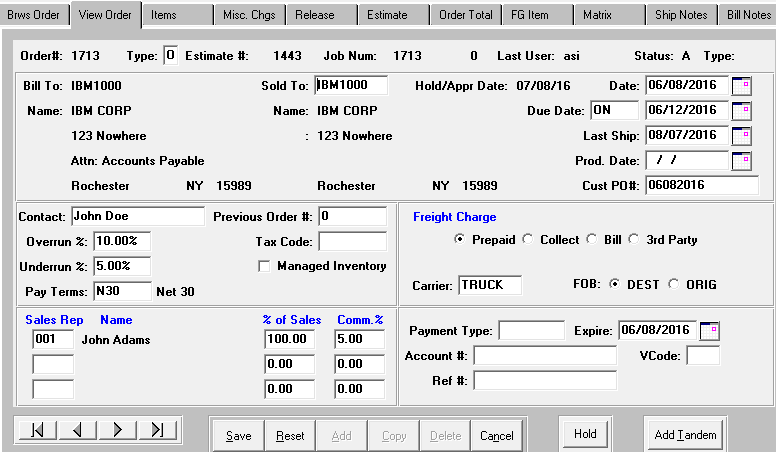 Brws Order View Order Items Misc. Chgs Release Estimate Order Total FG Item Matrix Ship Notes Bill Notes
Order#: 1713 Type: O Estimate #: 1443 Job Num: 1713 0 Last User: asi Status: A Type:
Bill To: IBM1000 Sold To: IBM1000 Hold/Appr Date: 07/08/16 Date: 06/08/2016
Name: IBM CORP Name: IBM CORP Due Date: ON 06/12/2016
123 Nowhere : 123 Nowhere Last Ship: 08/07/2016
Attn: Accounts Payable Prod. Date: / /
Rochester NY 15989 Rochester NY 15989 Cust PO#: 06082016
Contact: John Doe Previous Order #: 0 Freight Charge
Overrun %: 10.00% Tax Code: Prepaid Collect Bill 3rd Party
Underrun %: 5.00% Managed Inventory
Pay Terms: N30 Net 30 Carrier: TRUCK FOB: DEST ORIG
Sales Rep Name % of Sales Comm.%
001 John Adams 100.00 5.00 Payment Type: Expire: 06/08/2016
0.00 0.00 Account #: VCode:
0.00 0.00 Ref #:
Save Reset Add Copy Delete Cancel Hold Add Tandem